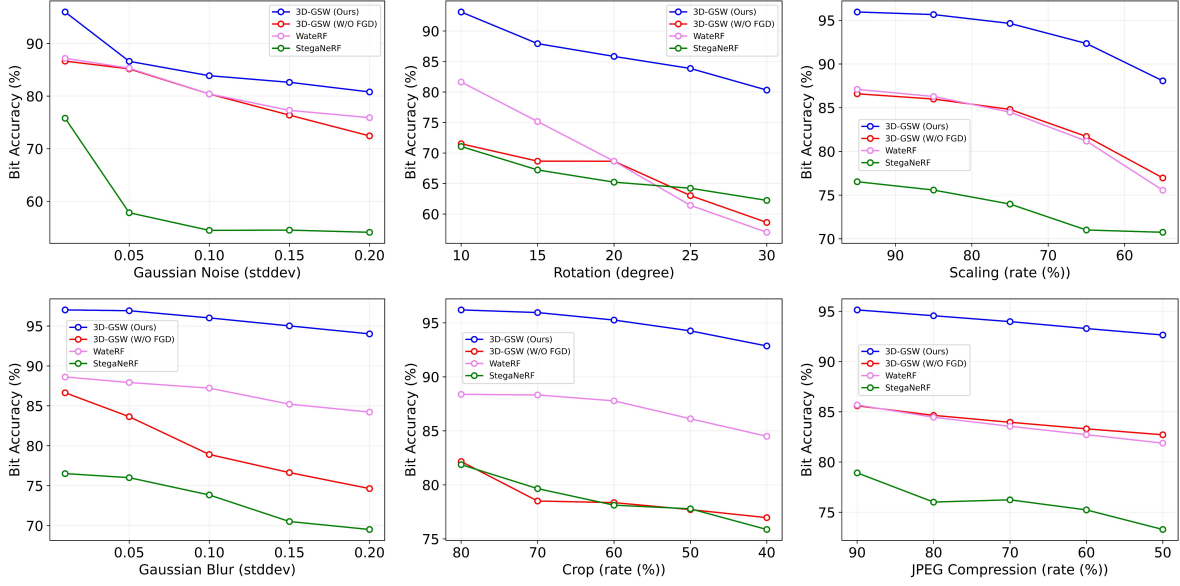 Bit Accuracy (%)
90
80
70
60
3D-GSW (Ours)
3D-GSW (W/O FGD)
WateRF
StegaNeRF
0.05 0.10 0.15 0.20
Gaussian Noise (stddev)
Bit Accuracy (%)
95
90
85
80
75
70
65
60
3D-GSW (Ours)
3D-GSW (W/O FGD)
WateRF
StegaNeRF
10 15 20 25 30
Rotation (degree)
Bit Accuracy (%)
95
90
85
80
75
70
3D-GSW (Ours)
3D-GSW (W/O FGD)
WateRF
StegaNeRF
90 80 70 60
Scaling (rate (%))
Bit Accuracy (%)
95
90
85
80
75
70
3D-GSW (Ours)
3D-GSW (W/O FGD)
WateRF
StegaNeRF
0.05 0.10 0.15 0.20
Gaussian Blur (stddev)
Bit Accuracy (%)
95
90
85
80
75
3D-GSW (Ours)
3D-GSW (W/O FGD)
WateRF
StegaNeRF
80 70 60 50 40
Crop (rate (%))
Bit Accuracy (%)
95
90
85
80
75
3D-GSW (Ours)
3D-GSW (W/O FGD)
WateRF
StegaNeRF
90 80 70 60 50
JPEG Compression (rate (%))